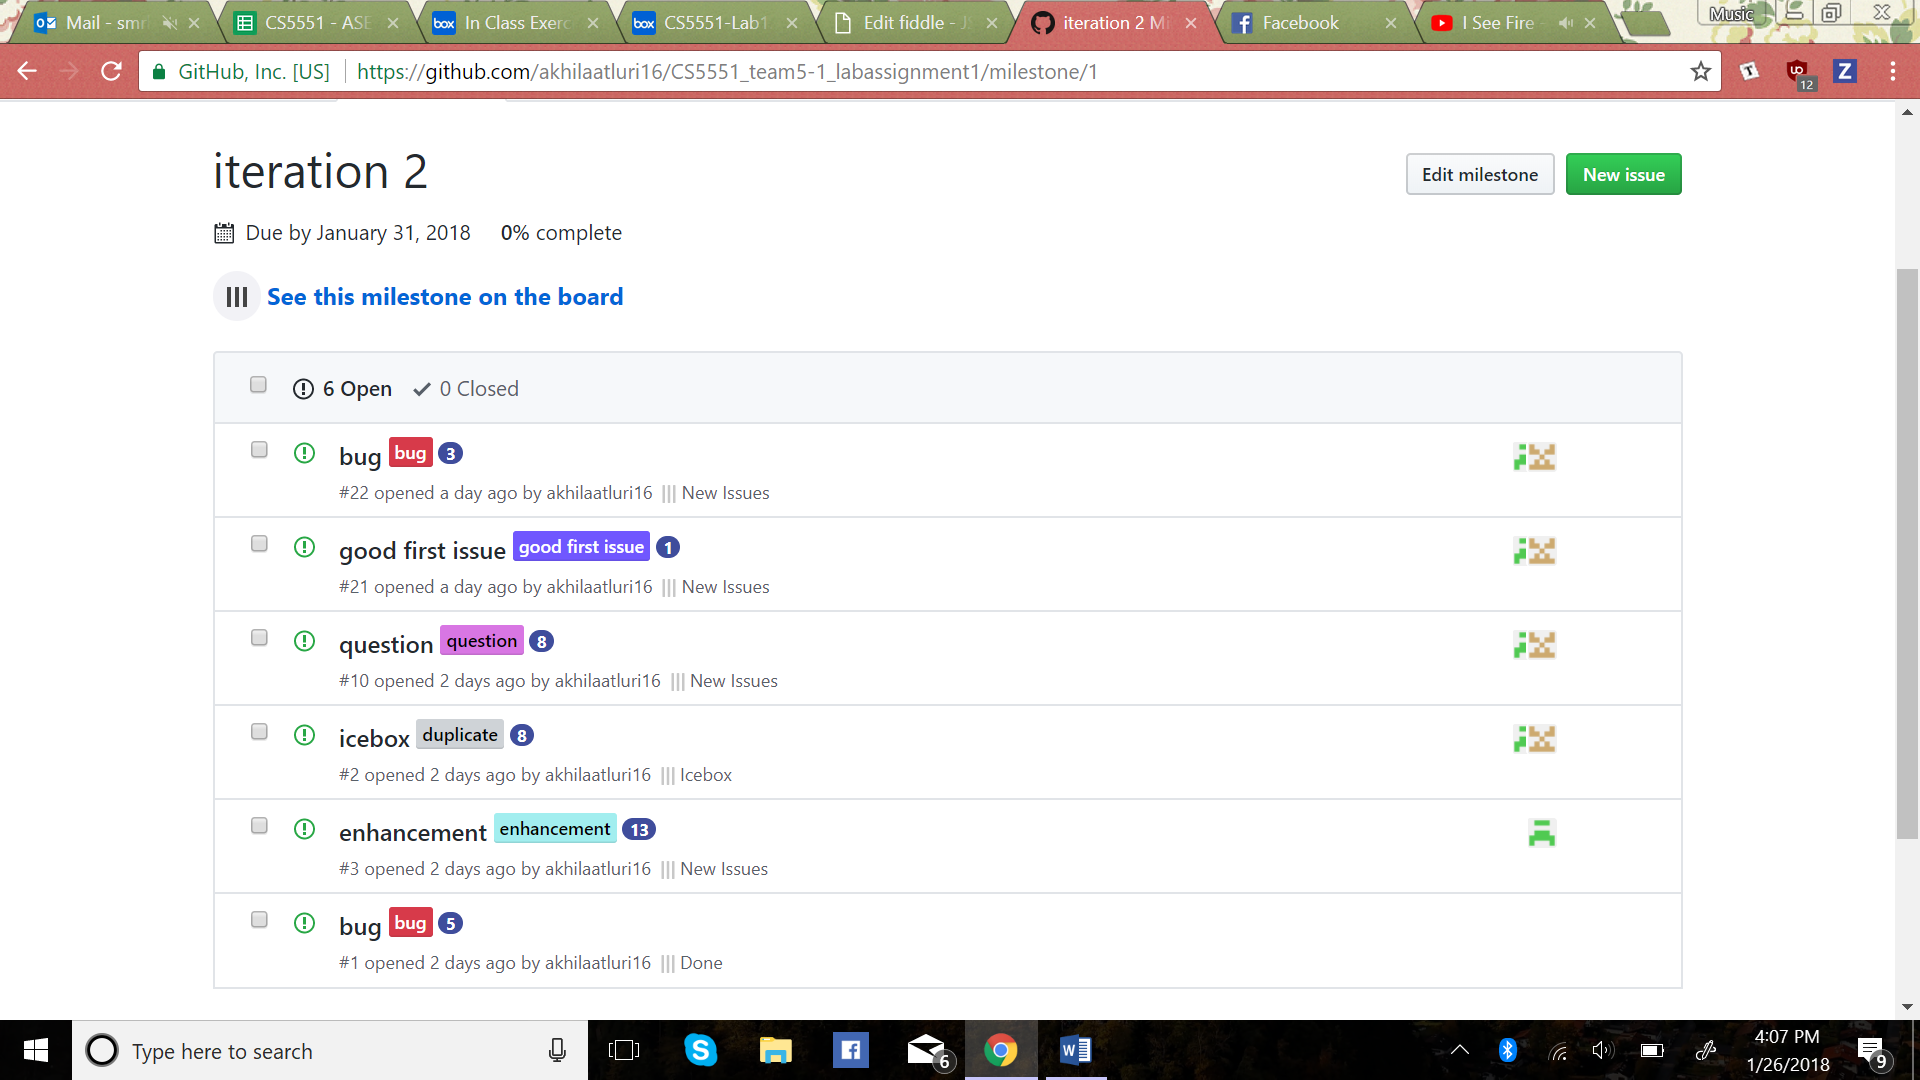 Mail - smr
CS5551 - ASE
box In Class Exerc
box CS5551-Lab1
Edit fiddle - JS
iteration 2 Mi
Facebook
I See Fire -
Music
GitHub, Inc. [US]
https://github.com/akhilaatluri16/CS5551_team5-1_labassignment1/milestone/1
12
Z
iteration 2
Edit milestone
New issue
Due by January 31, 2018 0% complete
See this milestone on the board
6 Open 0 Closed
bug bug 3
#22 opened a day ago by akhilaatluri16 New Issues
good first issue good first issue 1
#21 opened a day ago by akhilaatluri16 New Issues
question question 8
#10 opened 2 days ago by akhilaatluri16 New Issues
icebox duplicate 8
#2 opened 2 days ago by akhilaatluri16 Icebox
enhancement enhancement 13
#3 opened 2 days ago by akhilaatluri16 New Issues
bug bug 5
#1 opened 2 days ago by akhilaatluri16 Done
Type here to search
6
4:07 PM
1/26/2018
9